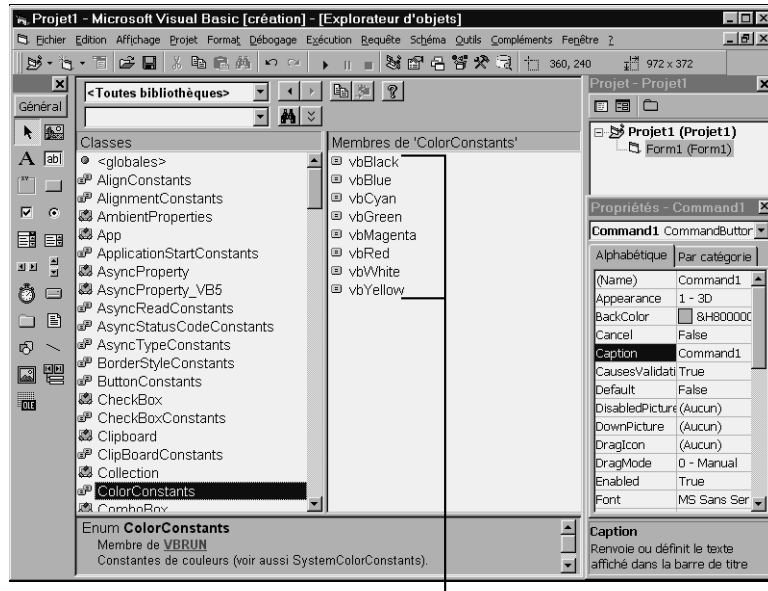 Projet1 - Microsoft Visual Basic [création] - [Explorateur d'objets]
Fichier Edition Affichage Projet Format Débogage Exécution Requête Schéma Outils Compléments Fenêtre ?
360, 240 972 x 372
Général
<Toutes bibliothèques>
Classes
<globales>
AlignConstants
AlignmentConstants
AmbientProperties
App
ApplicationStartConstants
AsyncProperty
AsyncProperty_VB5
AsyncReadConstants
AsyncStatusCodeConstants
AsyncTypeConstants
BorderStyleConstants
ButtonConstants
CheckBox
CheckBoxConstants
Clipboard
ClipBoardConstants
Collection
ColorConstants
ComboBox
Membres de 'ColorConstants'
vbBlack
vbBlue
vbCyan
vbGreen
vbMagenta
vbRed
vbWhite
vbYellow
Enum ColorConstants
Membre de VBRUN
Constantes de couleurs (voir aussi SystemColorConstants).
Projet - Projet1
Projet1 (Projet1)
Form1 (Form1)
Propriétés - Command1
Command1 CommandButton
Alphabétique Par catégorie
(Name) Command1
Appearance 1 - 3D
BackColor &H800000
Cancel False
Caption Command1
CausesValidati True
Default False
DisabledPicture (Aucun)
DownPicture (Aucun)
DragIcon (Aucun)
DragMode 0 - Manual
Enabled True
Font MS Sans Ser
Caption
Renvoie ou définit le texte
affiché dans la barre de titre